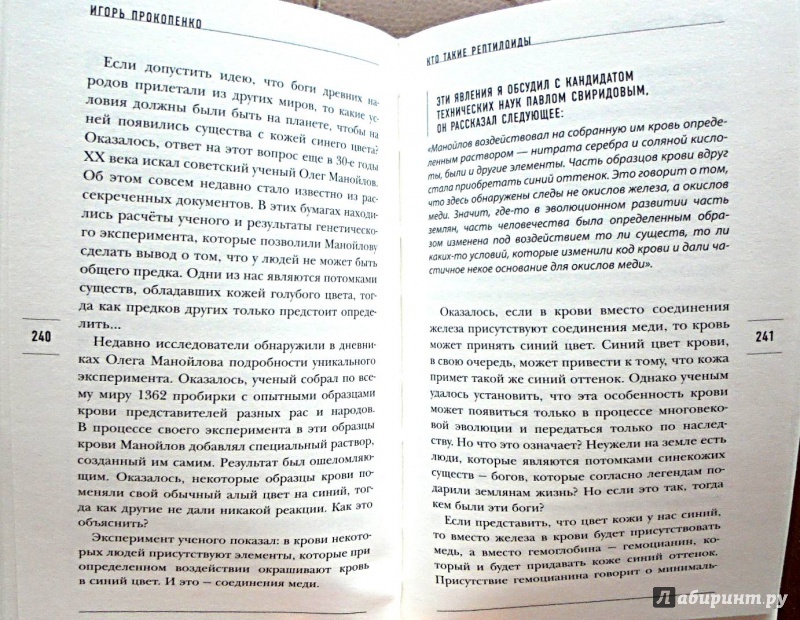 ИГОРЬ ПРОКОПЕНКО
Если допустить идею, что боги древних на-
родов прилетали из других миров, то какие ус-
ловия должны были быть на планете, чтобы на
ней появились существа с кожей синего цвета?
Оказалось, ответ на этот вопрос еще в 30-е годы
XX века искал советский ученый Олег Манойлов.
Об этом совсем недавно стало известно из рас-
секреченных документов. В этих бумагах находи-
лись расчёты ученого и результаты генетическо-
го эксперимента, которые позволили Манойлову
сделать вывод о том, что у людей не может быть
общего предка. Одни из нас являются потомками
существ, обладавших кожей голубого цвета, тог-
да как предков других только предстоит опреде-
лить...
Недавно исследователи обнаружили в дневни-
ках Олега Манойлова подробности уникального
эксперимента. Оказалось, ученый собрал по все-
му миру 1362 пробирки с опытными образцами
крови представителей разных рас и народов.
В процессе своего эксперимента в эти образцы
крови Манойлов добавлял специальный раствор,
созданный им самим. Результат был ошеломляю-
щим. Оказалось, некоторые образцы крови по-
меняли свой обычный алый цвет на синий, тог-
да как другие не дали никакой реакции. Как это
объяснить?
Эксперимент ученого показал: в крови некото-
рых людей присутствуют элементы, которые при
определенном воздействии окрашивают кровь
в синий цвет. И это – соединения меди.
240
КТО ТАКИЕ РЕПТИЛОИДЫ
ЭТИ ЯВЛЕНИЯ Я ОБСУДИЛ С КАНДИДАТОМ
ТЕХНИЧЕСКИХ НАУК ПАВЛОМ СВИРИДОВЫМ,
ОН РАССКАЗАЛ СЛЕДУЮЩЕЕ:
«Манойлов воздействовал на собранную им кровь опреде-
ленным раствором — нитрата серебра и соляной кисло-
ты, были и другие элементы. Часть образцов крови вдруг
стала приобретать синий оттенок. Это говорит о том,
что здесь обнаружены следы не окислов железа, а окислов
меди. Значит, где-то в эволюционном развитии часть
землян, часть человечества была определенным обра-
зом изменена под воздействием то ли существ, то ли
каких-то условий, которые изменили код крови и дали ча-
стичное некое основание для окислов меди».
Оказалось, если в крови вместо соединения
железа присутствуют соединения меди, то кровь
может принять синий цвет. Синий цвет крови,
в свою очередь, может привести к тому, что кожа
примет такой же синий оттенок. Однако ученым
удалось установить, что эта особенность крови
может появиться только в процессе многовеко-
вой эволюции и передаться только по наслед-
ству. Но что это означает? Неужели на земле есть
люди, которые являются потомками синекожих
существ – богов, которые согласно легендам по-
дарили землянам жизнь? Но если это так, тогда
кем были эти боги?
Если представить, что цвет кожи у нас синий,
то вместо железа в крови будет присутствовать
медь, а вместо гемоглобина — гемоцианин, ко-
торый и будет придавать коже синий оттенок.
Присутствие гемоцианина говорит о минималь-
241
Лабиринт.ру